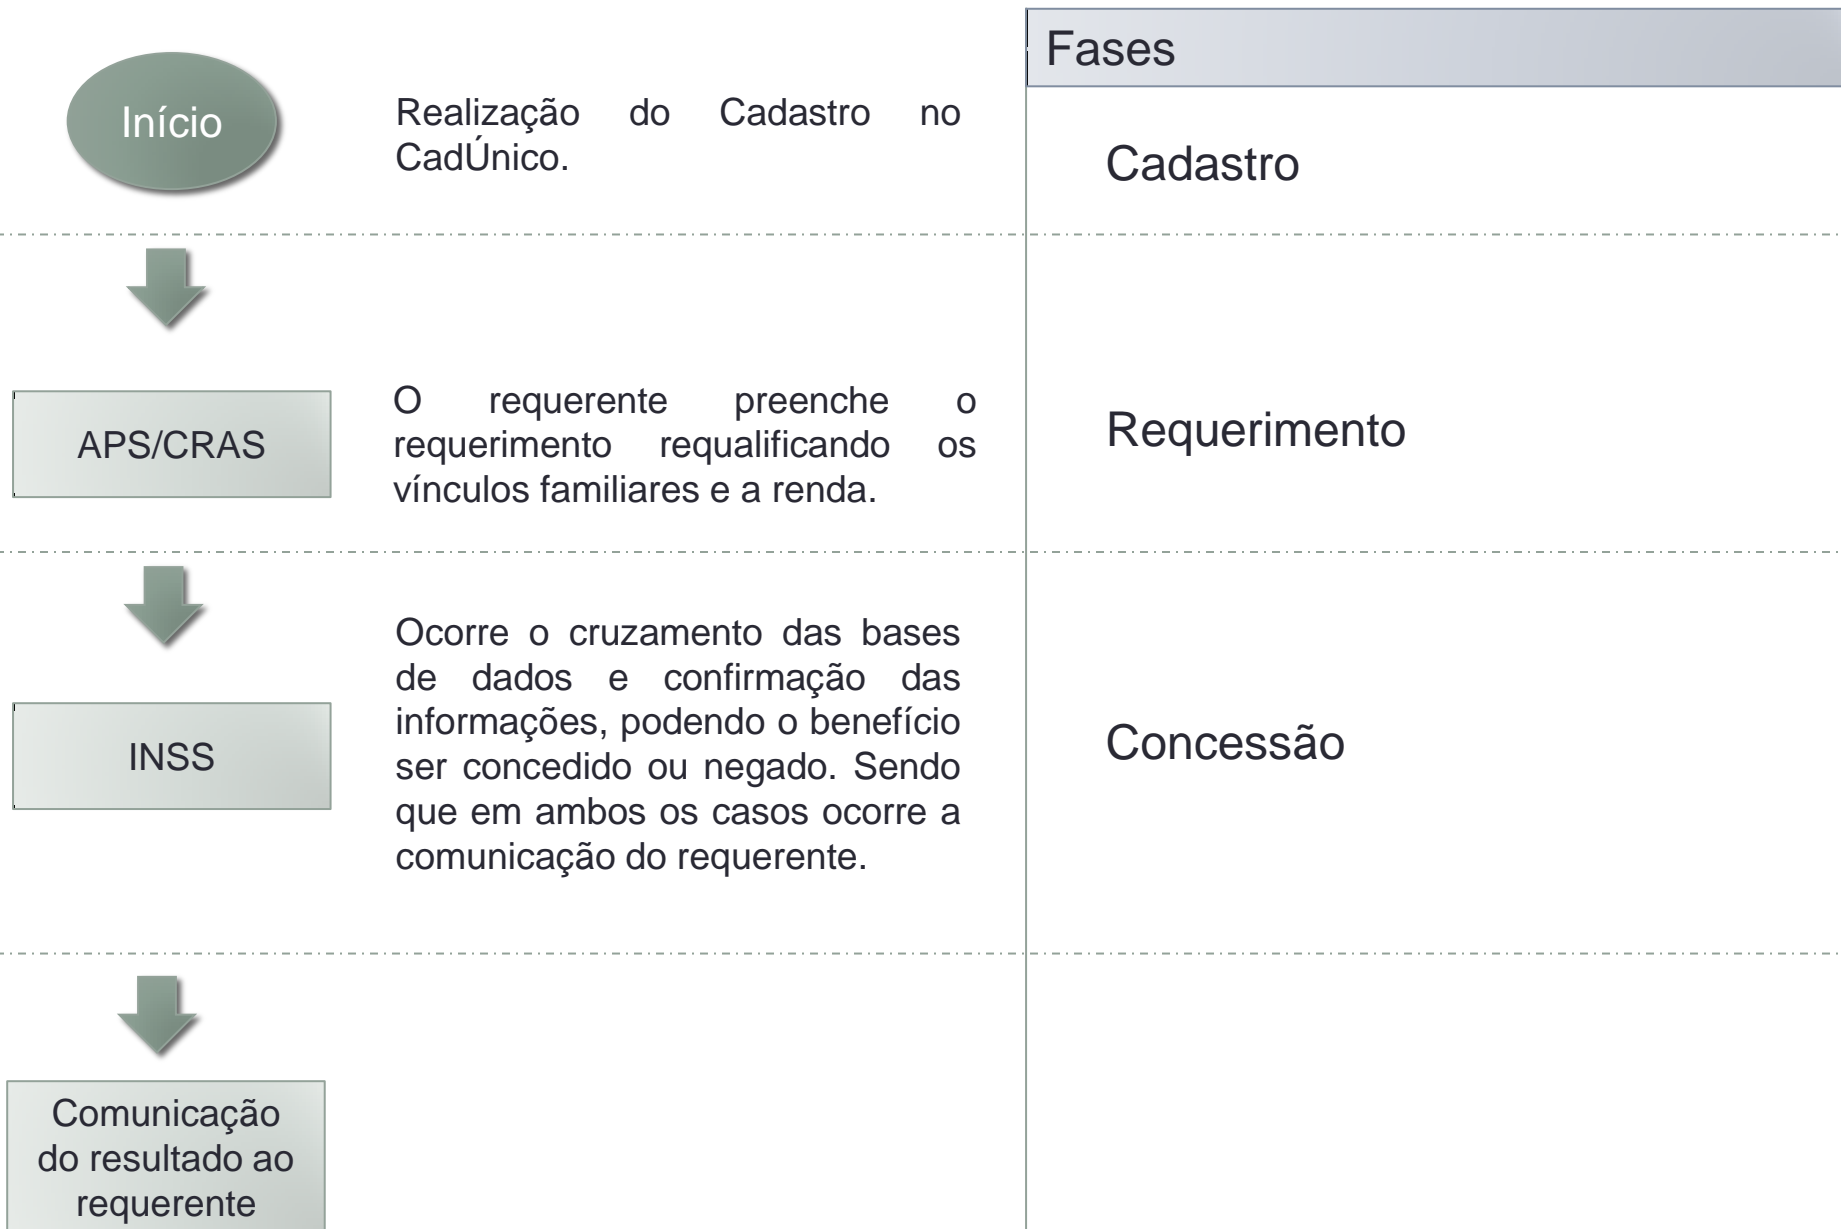 Fases
Início
Realização do Cadastro no
CadÚnico.
Cadastro
APS/CRAS
O requerente preenche o
requerimento requalificando os
vínculos familiares e a renda.
Requerimento
INSS
Ocorre o cruzamento das bases
de dados e confirmação das
informações, podendo o benefício
ser concedido ou negado. Sendo
que em ambos os casos ocorre a
comunicação do requerente.
Concessão
Comunicação
do resultado ao
requerente